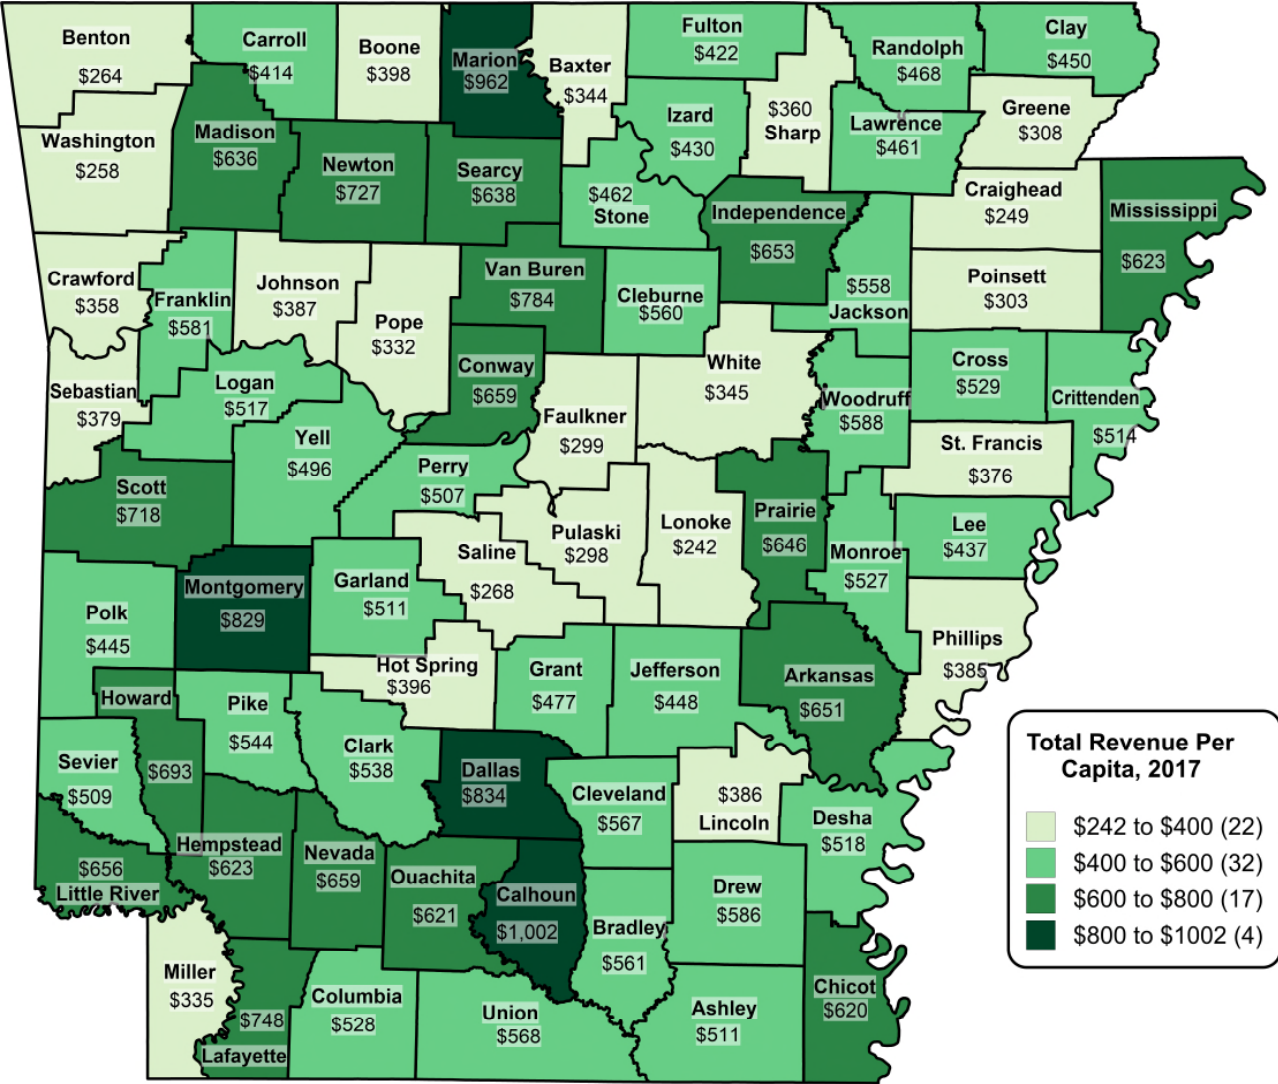 Benton
$264
Carroll
$414
Boone
$398
Marion
$962
Baxter
$344
Fulton
$422
Randolph
$468
Clay
$450
Washington
$258
Madison
$636
Newton
$727
Searcy
$638
$462
Stone
Izard
$430
$360
Sharp
Lawrence
$461
Greene
$308
Craighead
$249
Mississippi
$623
Independence
$653
Crawford
$358
Franklin
$581
Johnson
$387
Pope
$332
Van Buren
$784
Cleburne
$560
$558
Jackson
Poinsett
$303
Sebastian
$379
Logan
$517
Conway
$659
Faulkner
$299
White
$345
Woodruff
$588
Cross
$529
Crittenden
$514
Scott
$718
Yell
$496
Perry
$507
Pulaski
$298
Lonoke
$242
Prairie
$646
St. Francis
$376
Monroe
$527
Lee
$437
Polk
$445
Montgomery
$829
Garland
$511
Saline
$268
Hot Spring
$396
Grant
$477
Jefferson
$448
Arkansas
$651
Phillips
$385
Howard
$693
Pike
$544
Clark
$538
Dallas
$834
Cleveland
$567
$386
Lincoln
Desha
$518
Sevier
$509
Hempstead
$623
Nevada
$659
Ouachita
$621
Calhoun
$1,002
Bradley
$561
Drew
$586
$656
Little River
Miller
$335
$748
Lafayette
Columbia
$528
Union
$568
Ashley
$511
Chicot
$620
Total Revenue Per
Capita, 2017
$242 to $400 (22)
$400 to $600 (32)
$600 to $800 (17)
$800 to $1002 (4)